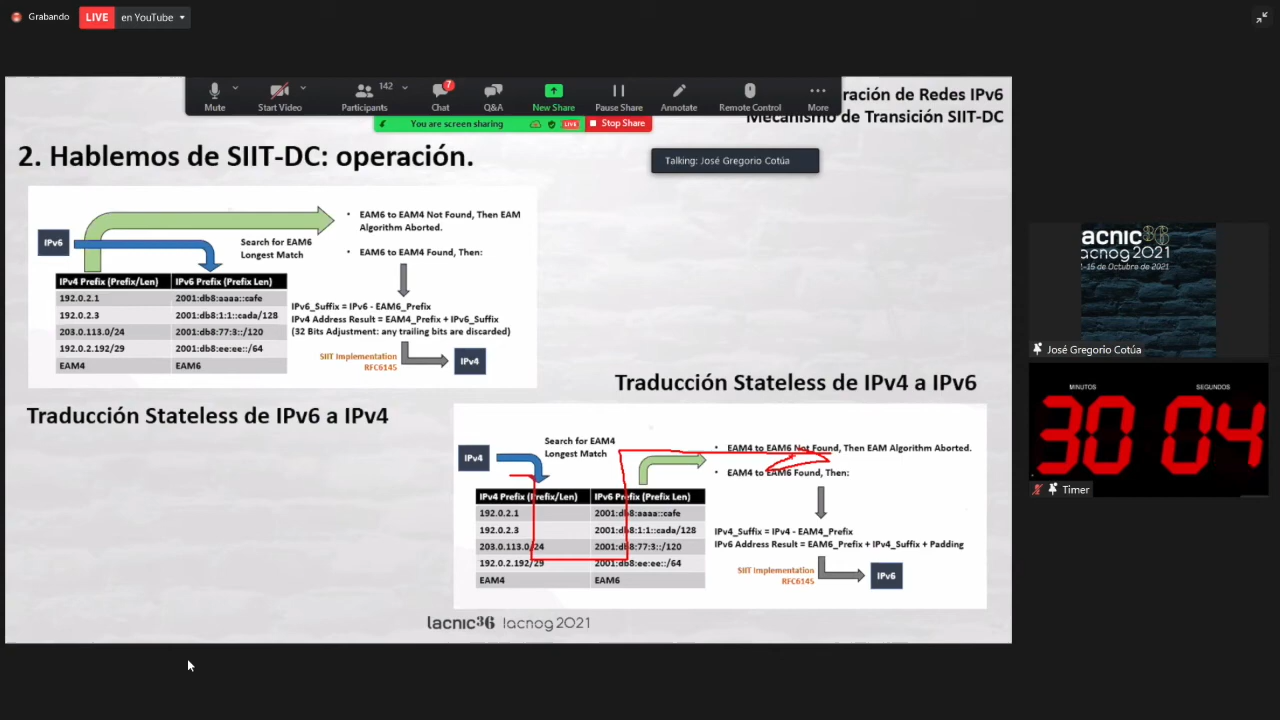 Grabando
LIVE
en YouTube
Mute
Start Video
142
Participants
7
Chat
Q&A
New Share
Pause Share
Annotate
Remote Control
More
You are screen sharing
LIVE
Stop Share
ración de Redes IPv6
Mecanismo de Transición SIIT-DC
Talking: José Gregorio Cotúa
2. Hablemos de SIIT-DC: operación.
IPv6
Search for EAM6
Longest Match
• EAM6 to EAM4 Not Found, Then EAM
Algorithm Aborted.
• EAM6 to EAM4 Found, Then:
IPv4 Prefix (Prefix/Len) IPv6 Prefix (Prefix Len)
192.0.2.1 2001:db8:aaaa::cafe
192.0.2.3 2001:db8:1:1::cada/128
203.0.113.0/24 2001:db8:77:3::/120
192.0.2.192/29 2001:db8:ee:ee::/64
EAM4 EAM6
IPv6_Suffix = IPv6 - EAM6_Prefix
IPv4 Address Result = EAM4_Prefix + IPv6_Suffix
(32 Bits Adjustment: any trailing bits are discarded)
SIIT Implementation
RFC6145
IPv4
Traducción Stateless de IPv6 a IPv4
Traducción Stateless de IPv4 a IPv6
IPv4
Search for EAM4
Longest Match
• EAM4 to EAM6 Not Found, Then EAM Algorithm Aborted.
• EAM4 to EAM6 Found, Then:
IPv4 Prefix (Prefix/Len) IPv6 Prefix (Prefix Len)
192.0.2.1 2001:db8:aaaa::cafe
192.0.2.3 2001:db8:1:1::cada/128
203.0.113.0/24 2001:db8:77:3::/120
192.0.2.192/29 2001:db8:ee:ee::/64
EAM4 EAM6
IPv4_Suffix = IPv4 - EAM4_Prefix
IPv6 Address Result = EAM6_Prefix + IPv4_Suffix + Padding
SIIT Implementation
RFC6145
IPv6
lacnic36 lacnog2021
lacnic36
lacnog2021
1-15 de Octubre de 2021
José Gregorio Cotúa
MINUTOS SEGUNDOS
30 04
Timer